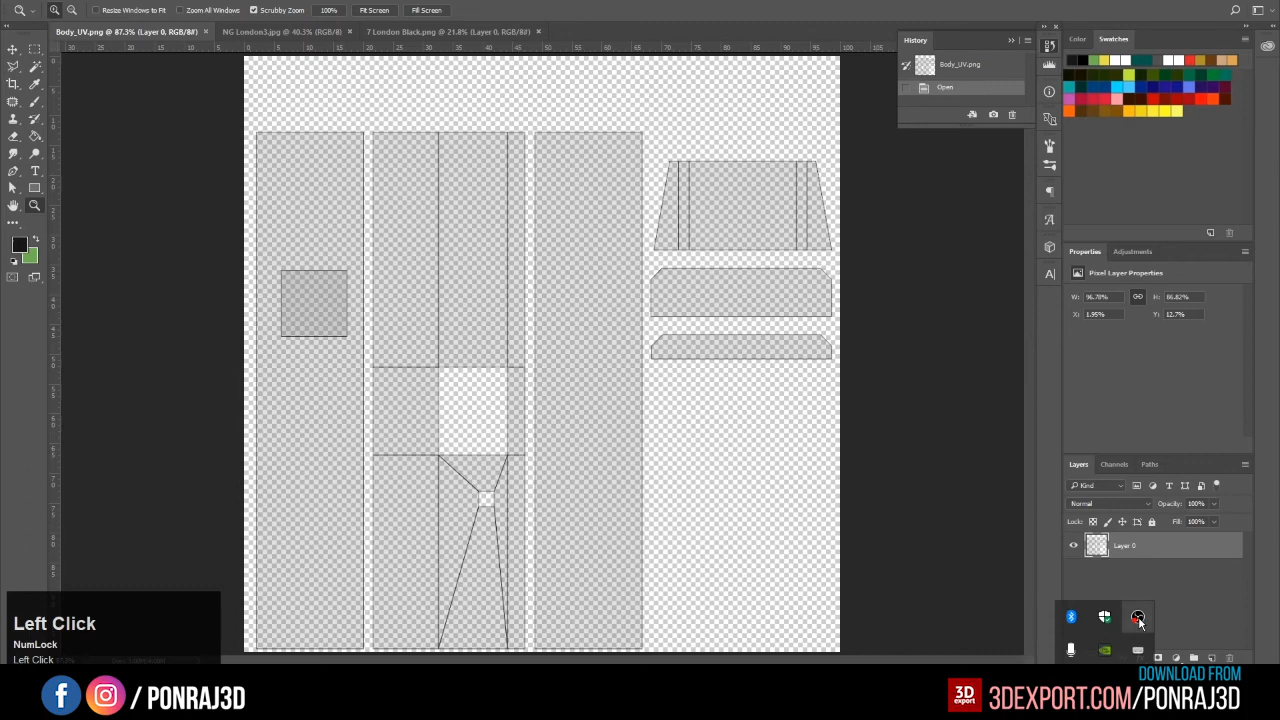 Resize Windows to Fit
Zoom All Windows
Scrubby Zoom
100%
Fit Screen
Fill Screen
Body_UV.png @ 87.3% (Layer 0, RGB/8#) ×
NG London3.jpg @ 40.3% (RGB/8) ×
7 London Black.png @ 21.8% (Layer 0, RGB/8#) ×
History
Body_UV.png
Open
Color
Swatches
Properties
Adjustments
Pixel Layer Properties
W: 96.78%
H: 86.82%
X: 1.95%
Y: 12.7%
Layers
Channels
Paths
Kind
Normal
Opacity: 100%
Lock:
Fill: 100%
Layer 0
Left Click
NumLock
Left Click
/ PONRAJ3D
DOWNLOAD FROM
3D export
3DEXPORT.COM/PONRAJ3D